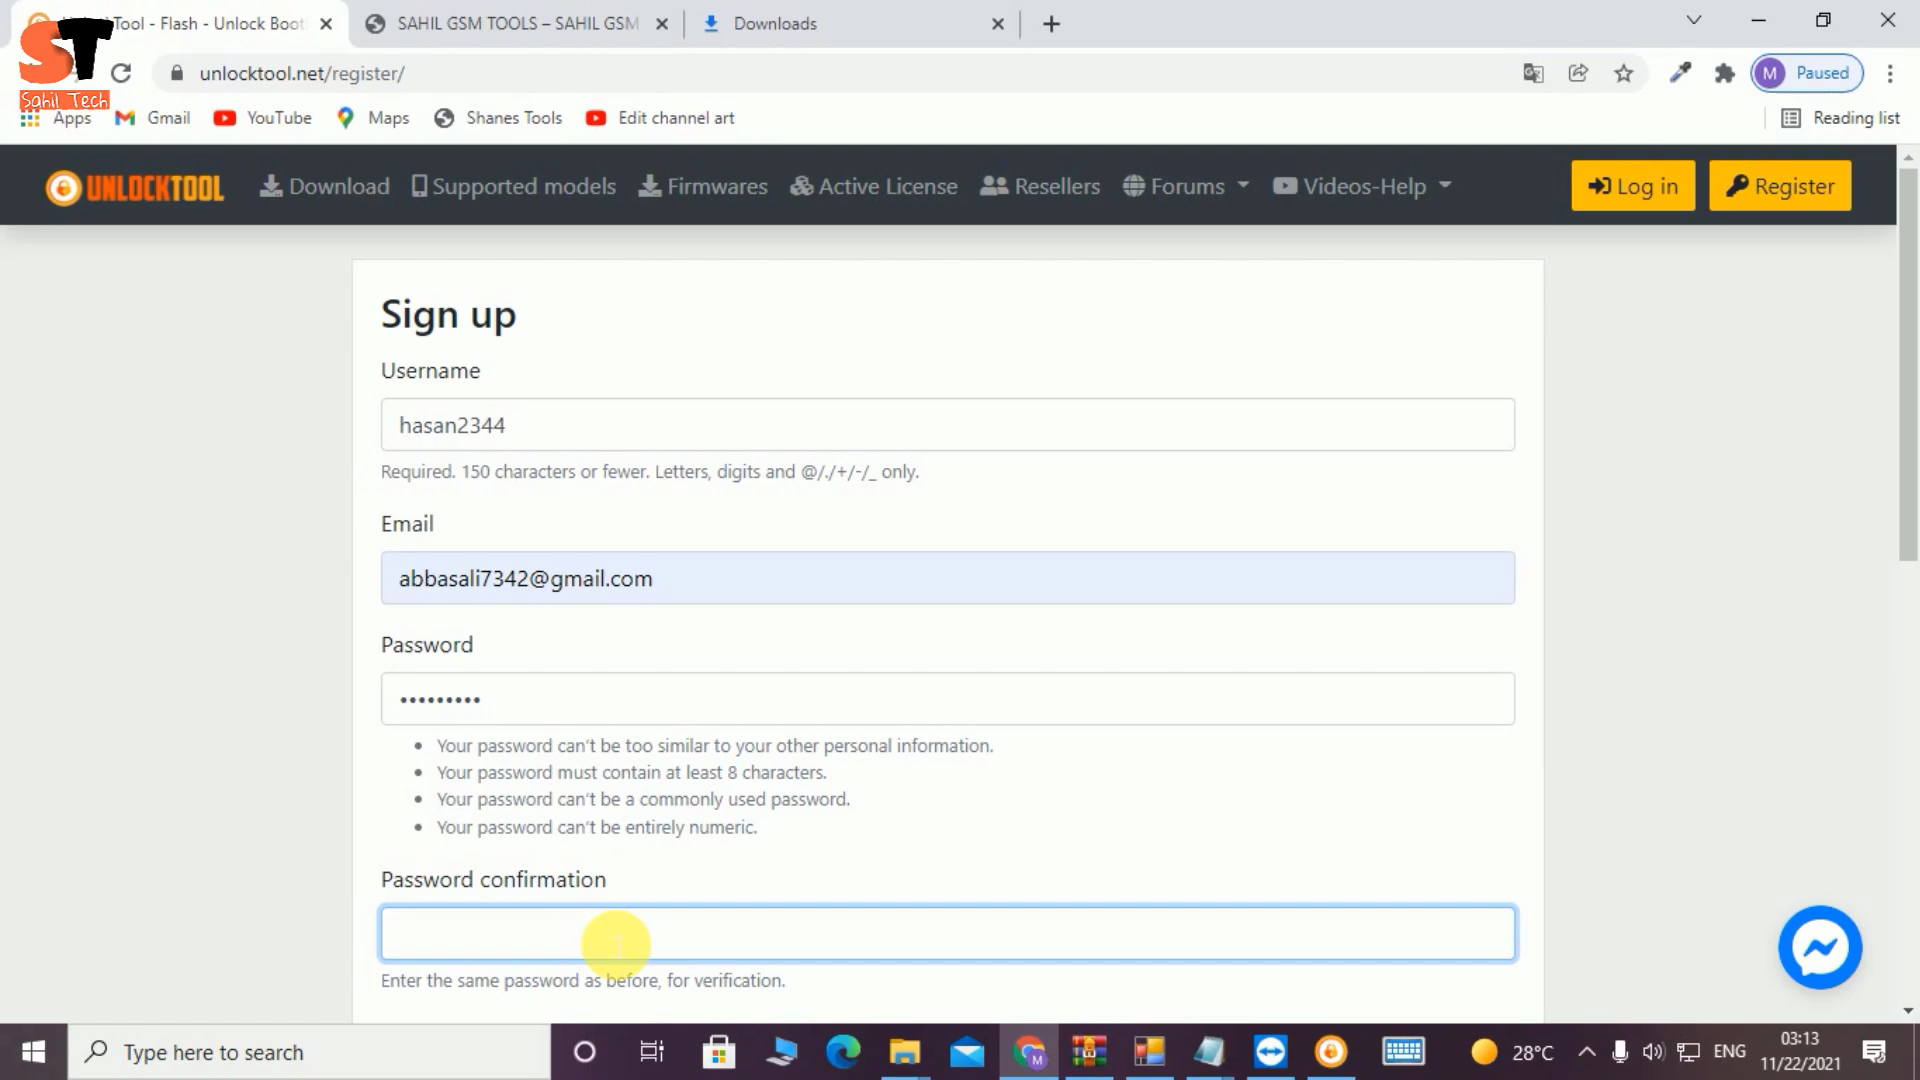 Tool - Flash - Unlock Boot
SAHIL GSM TOOLS – SAHIL GSM
Downloads
ST
Sahil Tech
unlocktool.net/register/
M Paused
Apps
Gmail
YouTube
Maps
Shanes Tools
Edit channel art
Reading list
UNLOCKTOOL
Download
Supported models
Firmwares
Active License
Resellers
Forums
Videos-Help
Log in
Register
Sign up
Username
hasan2344
Required. 150 characters or fewer. Letters, digits and @/./+/-/_ only.
Email
abbasali7342@gmail.com
Password
•••••••••
• Your password can't be too similar to your other personal information.
• Your password must contain at least 8 characters.
• Your password can't be a commonly used password.
• Your password can't be entirely numeric.
Password confirmation
Enter the same password as before, for verification.
Type here to search
M
28°C
ENG
03:13
11/22/2021